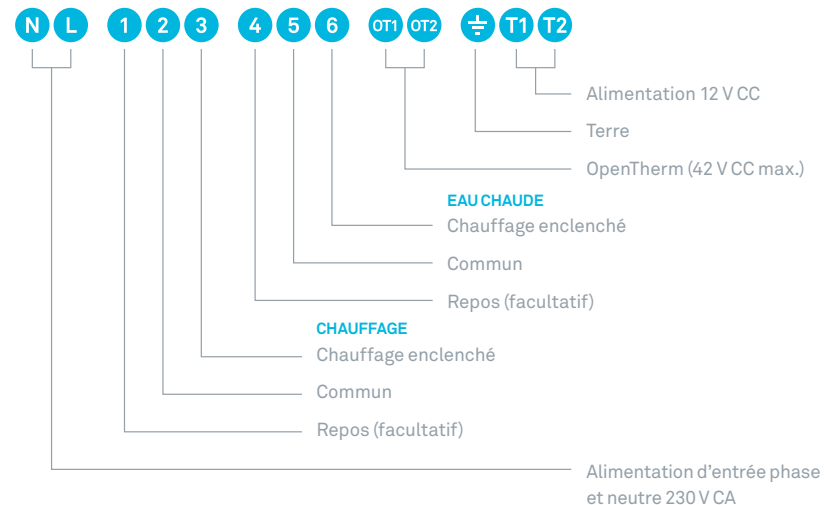 N L 1 2 3 4 5 6 OT1 OT2 T1 T2
Alimentation 12 V CC
Terre
OpenTherm (42 V CC max.)
EAU CHAUDE
Chauffage enclenché
Commun
Repos (facultatif)
CHAUFFAGE
Chauffage enclenché
Commun
Repos (facultatif)
Alimentation d’entrée phase
et neutre 230 V CA